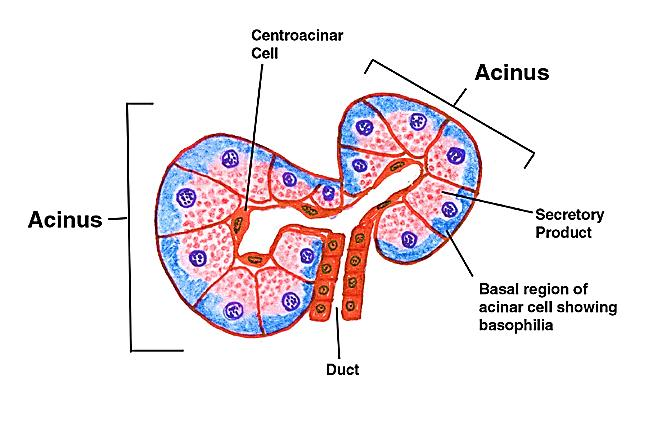 Centroacinar
Cell
Acinus
Acinus
Secretory
Product
Basal region of
acinar cell showing
basophilia
Duct